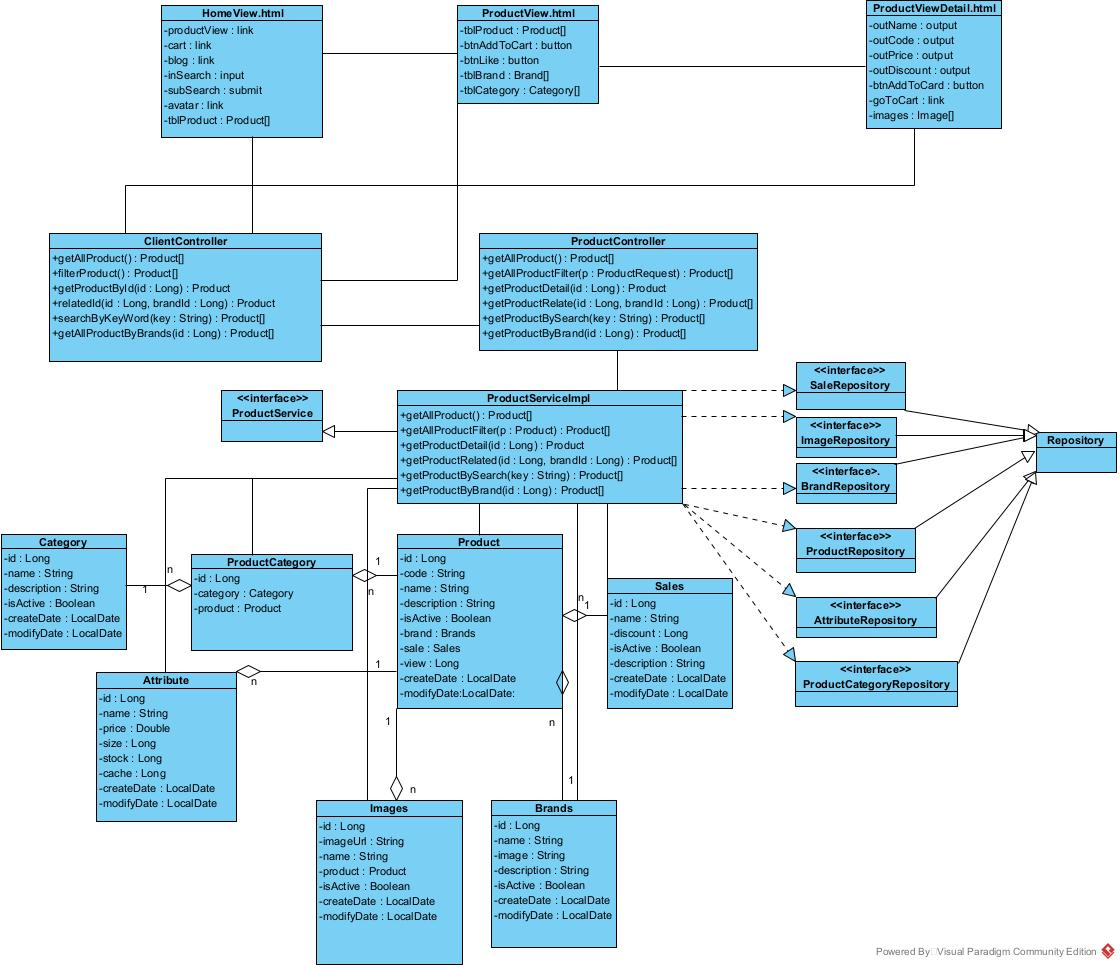 HomeView.html
-productView : link
-cart : link
-blog : link
-inSearch : input
-subSearch : submit
-avatar : link
-tblProduct : Product[]
ProductView.html
-tblProduct : Product[]
-btnAddToCart : button
-btnLike : button
-tblBrand : Brand[]
-tblCategory : Category[]
ProductViewDetail.html
-outName : output
-outCode : output
-outPrice : output
-outDiscount : output
-btnAddToCard : button
-goToCart : link
-images : Image[]
ClientController
+getAllProduct() : Product[]
+filterProduct() : Product[]
+getProductById(id : Long) : Product
+relatedId(id : Long, brandId : Long) : Product
+searchByKeyWord(key : String) : Product[]
+getAllProductByBrands(id : Long) : Product[]
ProductController
+getAllProduct() : Product[]
+getAllProductFilter(p : ProductRequest) : Product[]
+getProductDetail(id : Long) : Product
+getProductRelate(id : Long, brandId : Long) : Product[]
+getProductBySearch(key : String) : Product[]
+getProductByBrand(id : Long) : Product[]
<<interface>>
ProductService
ProductServiceImpl
+getAllProduct() : Product[]
+getAllProductFilter(p : Product) : Product[]
+getProductDetail(id : Long) : Product
+getProductRelated(id : Long, brandId : Long) : Product[]
+getProductBySearch(key : String) : Product[]
+getProductByBrand(id : Long) : Product[]
<<interface>>
SaleRepository
<<interface>>
ImageRepository
<<interface>.
BrandRepository
<<interface>>
ProductRepository
<<interface>>
AttributeRepository
<<interface>>
ProductCategoryRepository
Repository
Category
-id : Long
-name : String
-description : String
-isActive : Boolean
-createDate : LocalDate
-modifyDate : LocalDate
1
n
ProductCategory
-id : Long
-category : Category
-product : Product
1
n
Product
-id : Long
-code : String
-name : String
-description : String
-isActive : Boolean
-brand : Brands
-sale : Sales
-view : Long
-createDate : LocalDate
-modifyDate:LocalDate:
n
1
Sales
-id : Long
-name : String
-discount : Long
-isActive : Boolean
-description : String
-createDate : LocalDate
-modifyDate : LocalDate
Attribute
-id : Long
-name : String
-price : Double
-size : Long
-stock : Long
-cache : Long
-createDate : LocalDate
-modifyDate : LocalDate
n
1
1
n
n
1
Images
-id : Long
-imageUrl : String
-name : String
-product : Product
-isActive : Boolean
-createDate : LocalDate
-modifyDate : LocalDate
Brands
-id : Long
-name : String
-image : String
-description : String
-isActive : Boolean
-createDate : LocalDate
-modifyDate : LocalDate
Powered By Visual Paradigm Community Edition